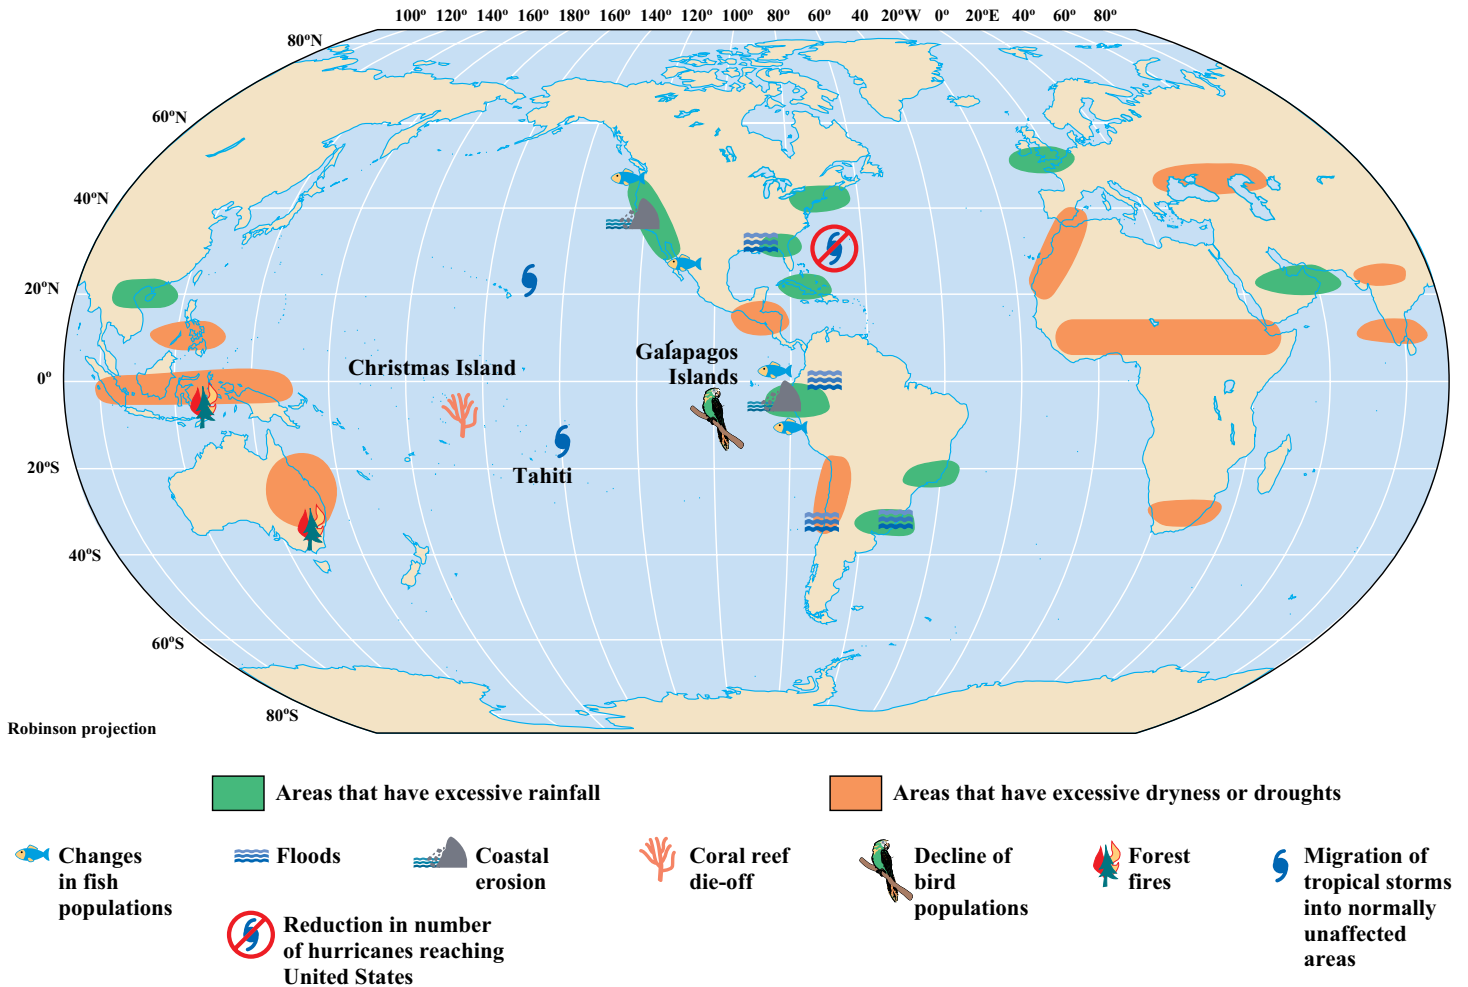 100º 120º 140º 160º 180º 160º 140º 120º 100º 80º 60º 40 20ºW 0º 20ºE 40º 60º 80º
80ºN
60ºN
40ºN
20ºN
0º
20ºS
40ºS
60ºS
80ºS
Christmas Island
Galápagos
Islands
Tahiti
Robinson projection
Areas that have excessive rainfall
Areas that have excessive dryness or droughts
Changes
in fish
populations
Floods
Coastal
erosion
Coral reef
die-off
Decline of
bird
populations
Forest
fires
Migration of
tropical storms
into normally
unaffected
areas
Reduction in number
of hurricanes reaching
United States